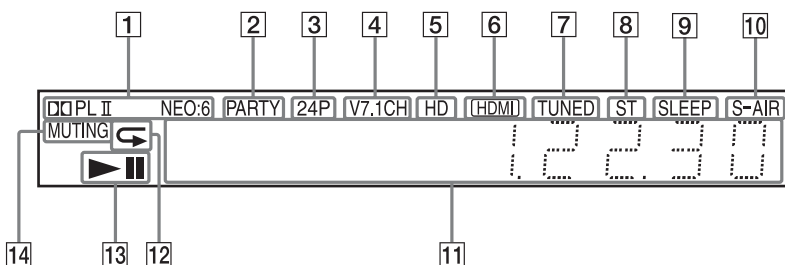 1 2 3 4 5 6 7 8 9 10
PL II NEO:6 PARTY 24P V7.1CH HD HDMI TUNED ST SLEEP S-AIR
MUTING 1.22.30
14 13 12 11